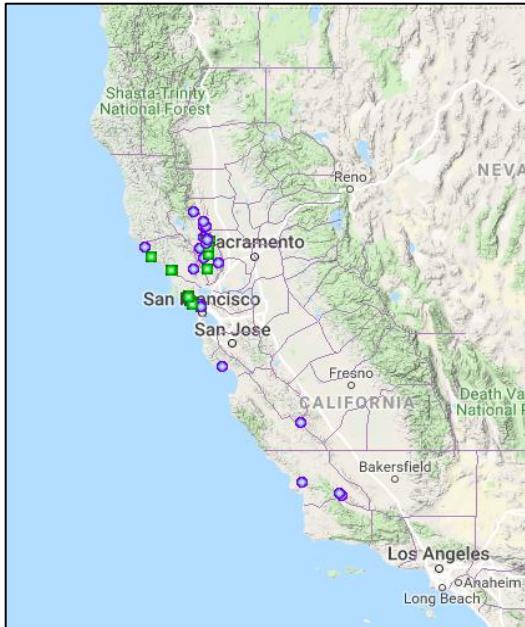 Shasta-Trinity
National Forest
Reno
NEVA
Sacramento
San Francisco
San Jose
Fresno
Death Va
National P
CALIFORNIA
Bakersfield
Los Angeles
Anaheim
Long Beach